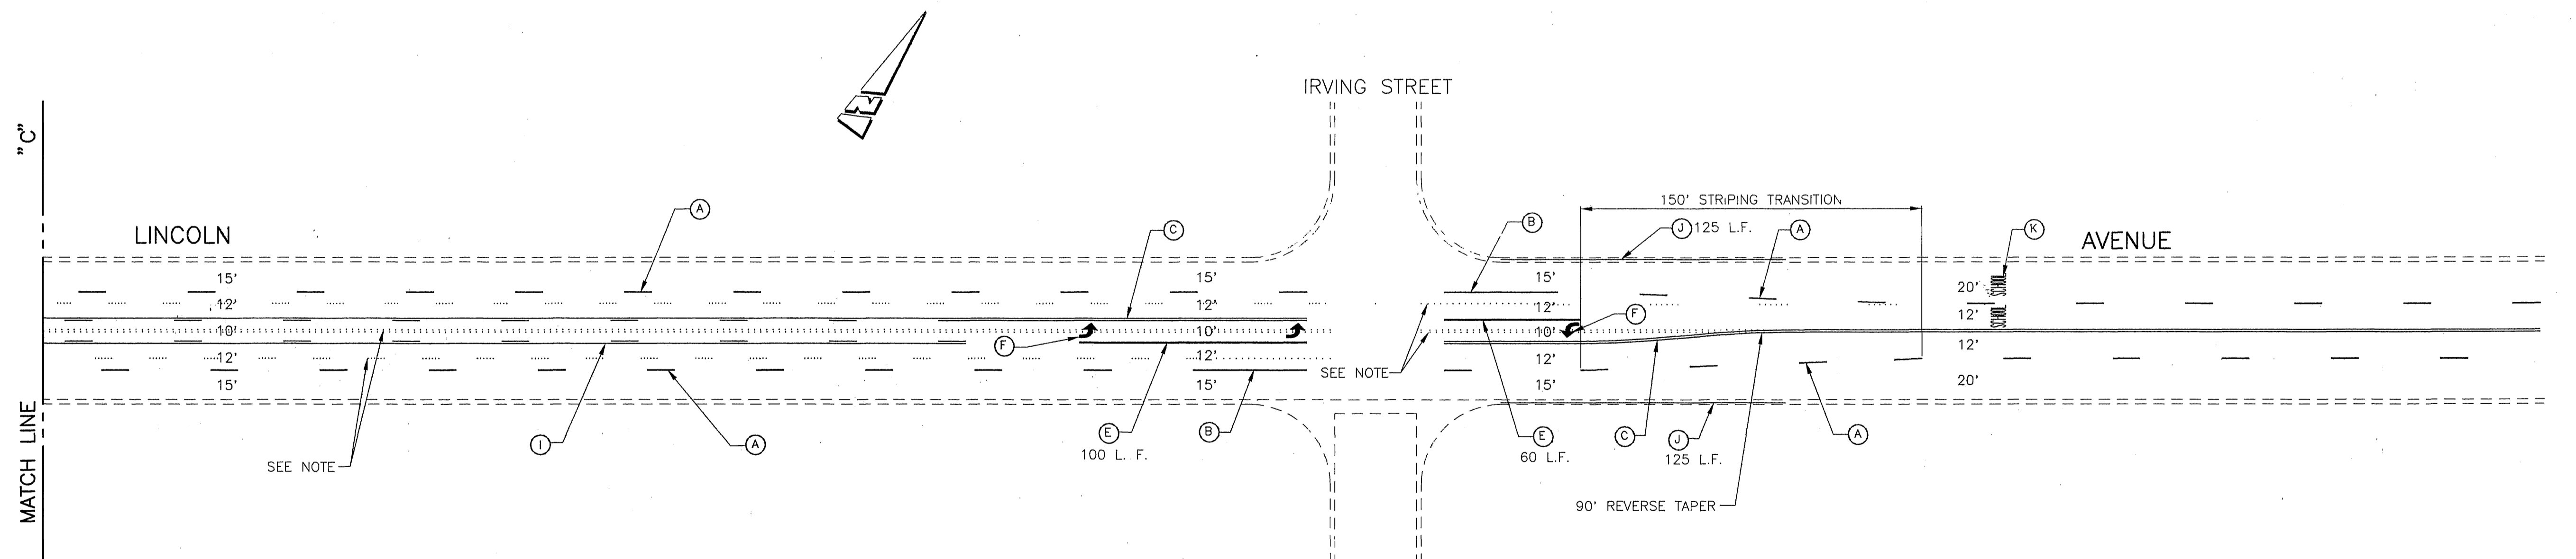 IRVING STREET
"C"
150' STRIPING TRANSITION
A
C
B
J 125 L.F.
A
K
LINCOLN
AVENUE
15'
15'
15'
20'
SCHOOL
12'
12'
12'
12'
SCHOOL
10'
10'
10'
F
F
12'
12'
12'
12'
SEE NOTE
15'
15'
15'
20'
MATCH LINE
SEE NOTE
I
A
E
100 L. F.
B
E
60 L.F.
C
J
125 L.F.
A
90' REVERSE TAPER